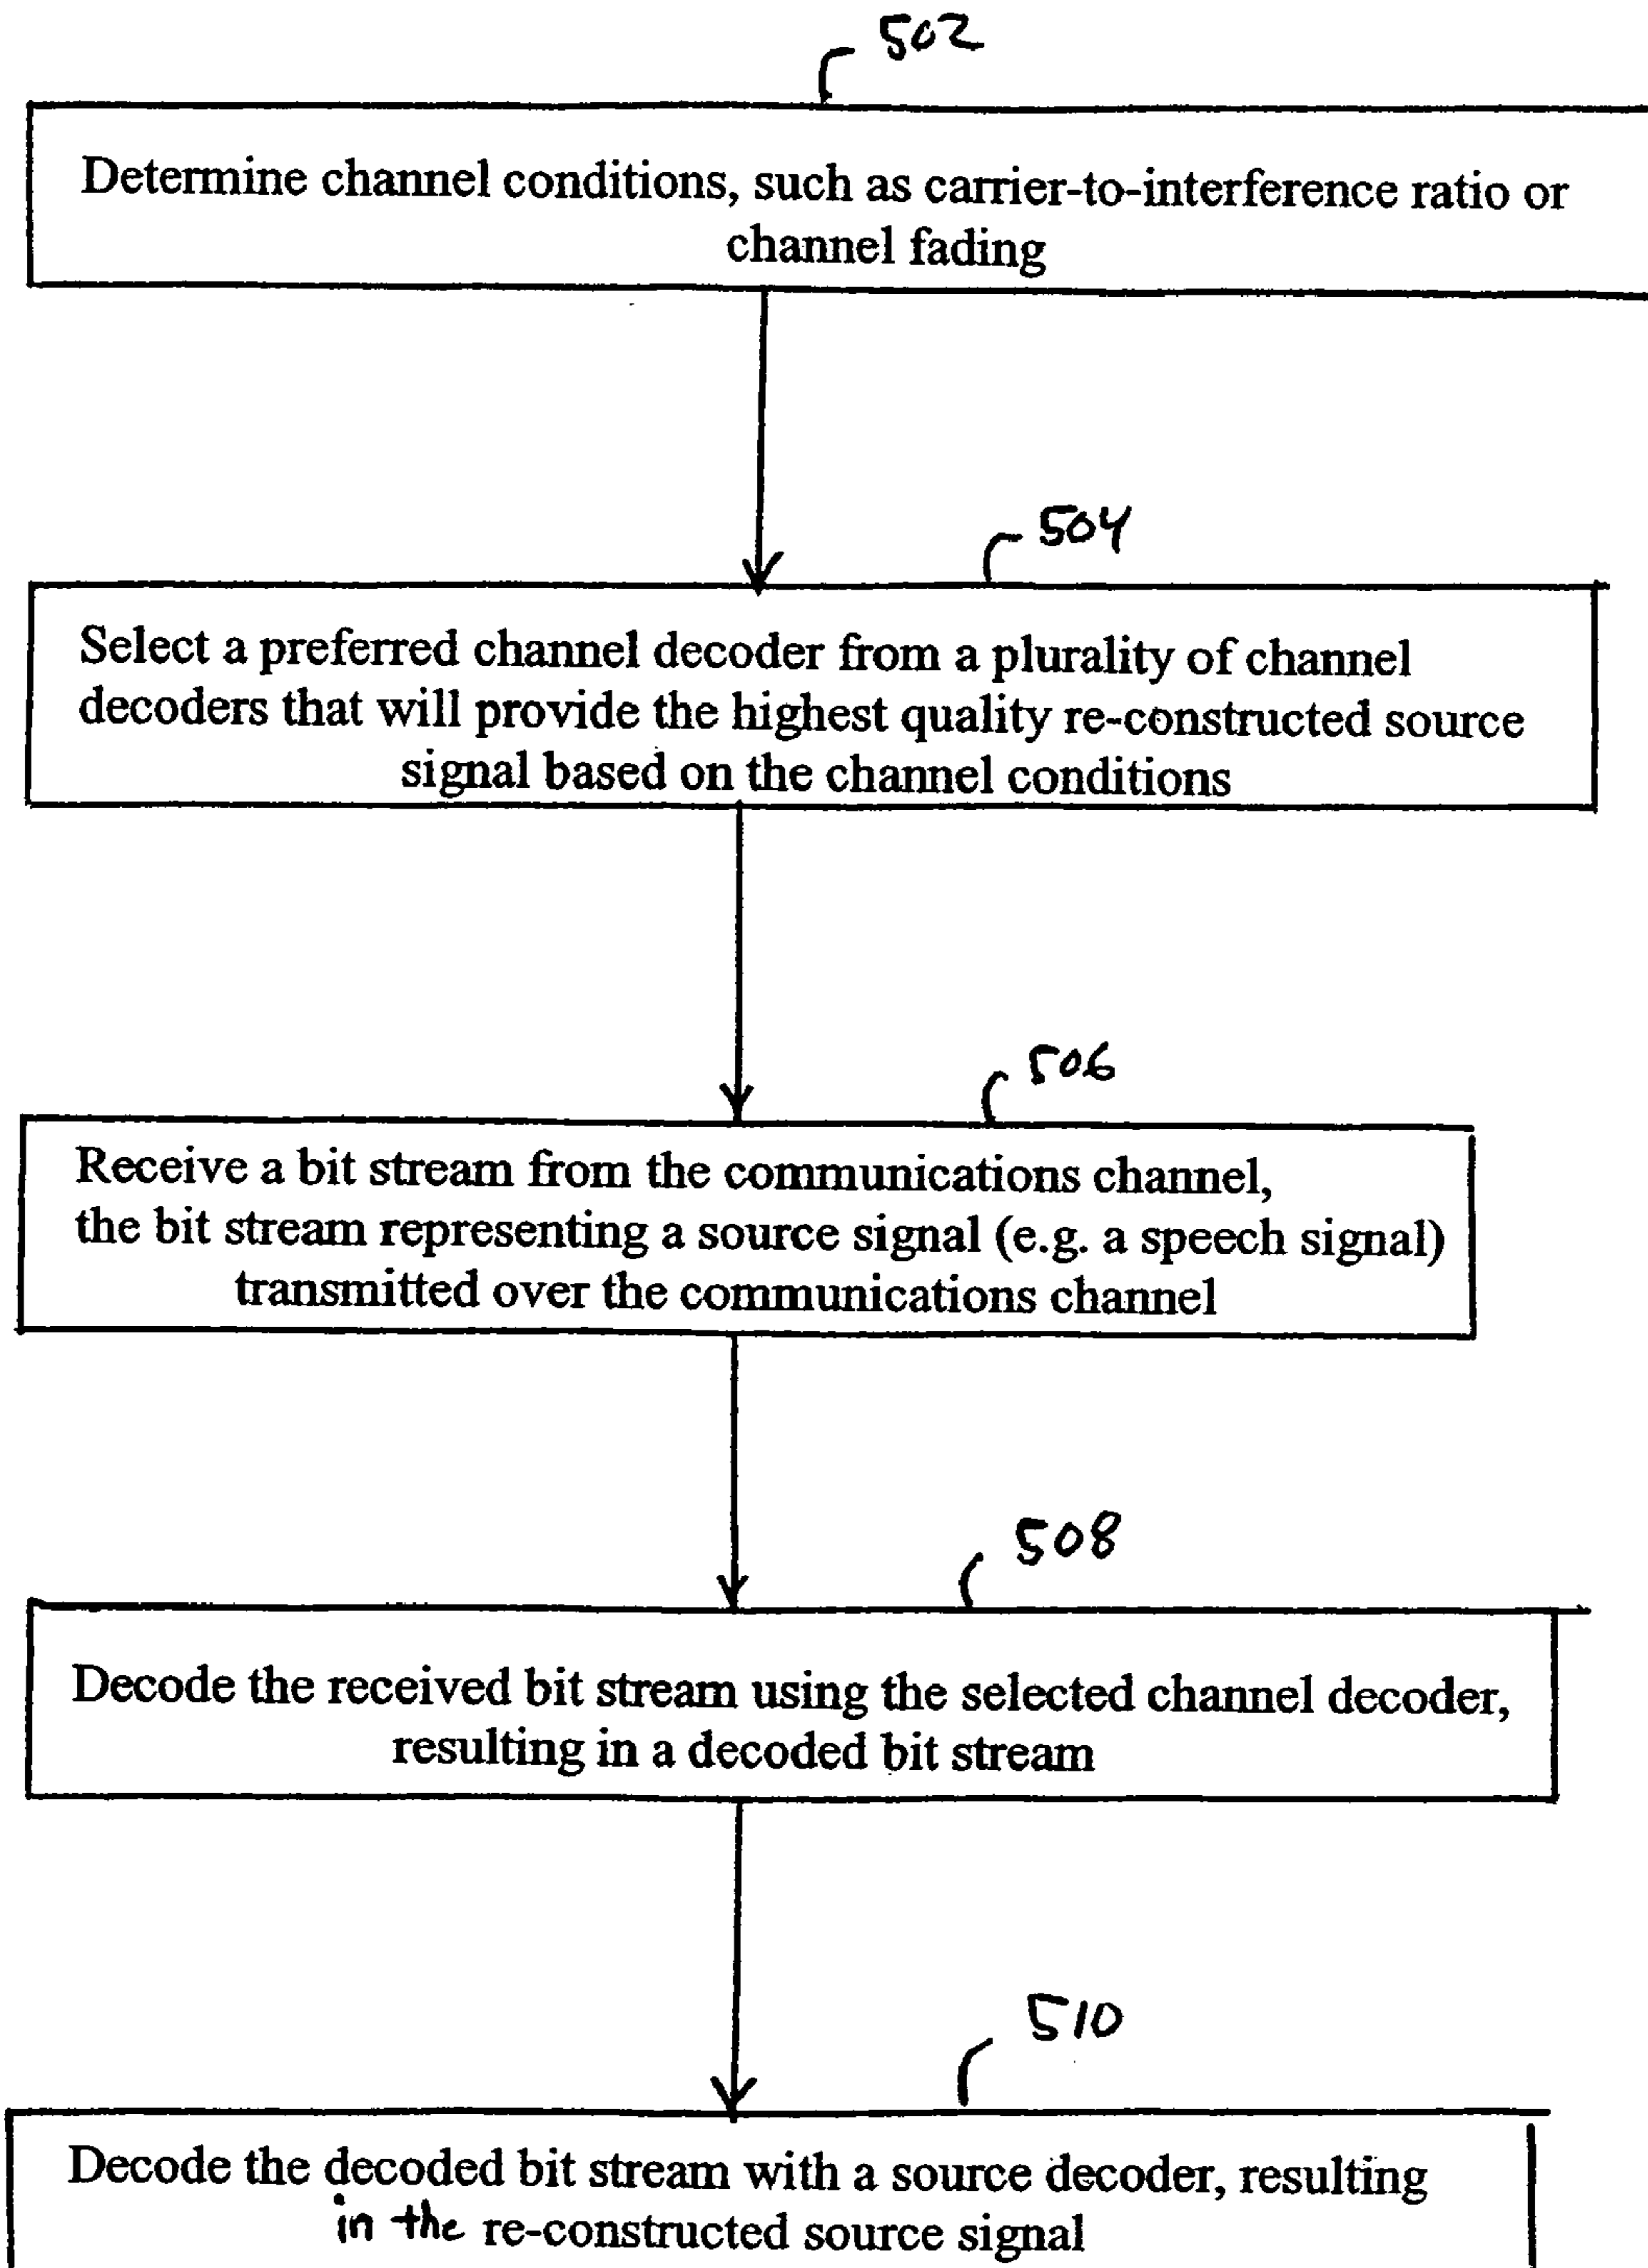 502
Determine channel conditions, such as carrier-to-interference ratio or
channel fading
504
Select a preferred channel decoder from a plurality of channel
decoders that will provide the highest quality re-constructed source
signal based on the channel conditions
506
Receive a bit stream from the communications channel,
the bit stream representing a source signal (e.g. a speech signal)
transmitted over the communications channel
508
Decode the received bit stream using the selected channel decoder,
resulting in a decoded bit stream
510
Decode the decoded bit stream with a source decoder, resulting
in the re-constructed source signal